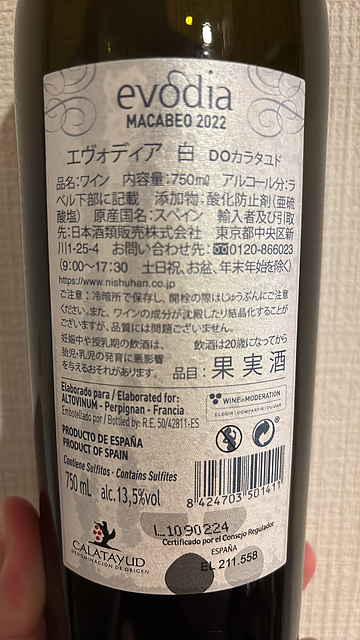 evodia
MACABEO 2022
エヴォディア 白 DOカラタユド
品名:ワイン 内容量:750mℓ アルコール分:ラ
ベル下部に記載 添加物:酸化防止剤(亜硫
酸塩) 原産国名:スペイン 輸入者及び引取
先:日本酒類販売株式会社 東京都中央区新
川1-25-4 お問い合わせ先:0120-866023
(9:00〜17:30 土日祝、お盆、年末年始を除く)
https://www.nishuhan.co.jp
ご注意:冷暗所で保存し、開栓の際はじゅうぶんにご注意
ください。また、ワインの成分が沈殿したり結晶化することが
ございますが、品質には問題ございません。
妊娠中や授乳期の飲酒は、 飲酒は20歳になってから
胎児・乳児の発育に悪影響
を与えるおそれがあります。 品目:果実酒
Elaborado para / Elaborated for:
ALTOVINUM - Perpignan - Francia
Embotellado por / Bottled by: R.E. 50/42811-ES
WINE in MODERATION
ELEGIR | COMPARTIR | CUIDAR
PRODUCTO DE ESPAÑA
PRODUCT OF SPAIN
Contiene Sulfitos - Contains Sulfites
750 mL alc.13,5%vol
8 424703 501411
L1090224
Certificado por el Consejo Regulador
ESPAÑA
EL 211.558
CALATAYUD
DENOMINACIÓN DE ORIGEN